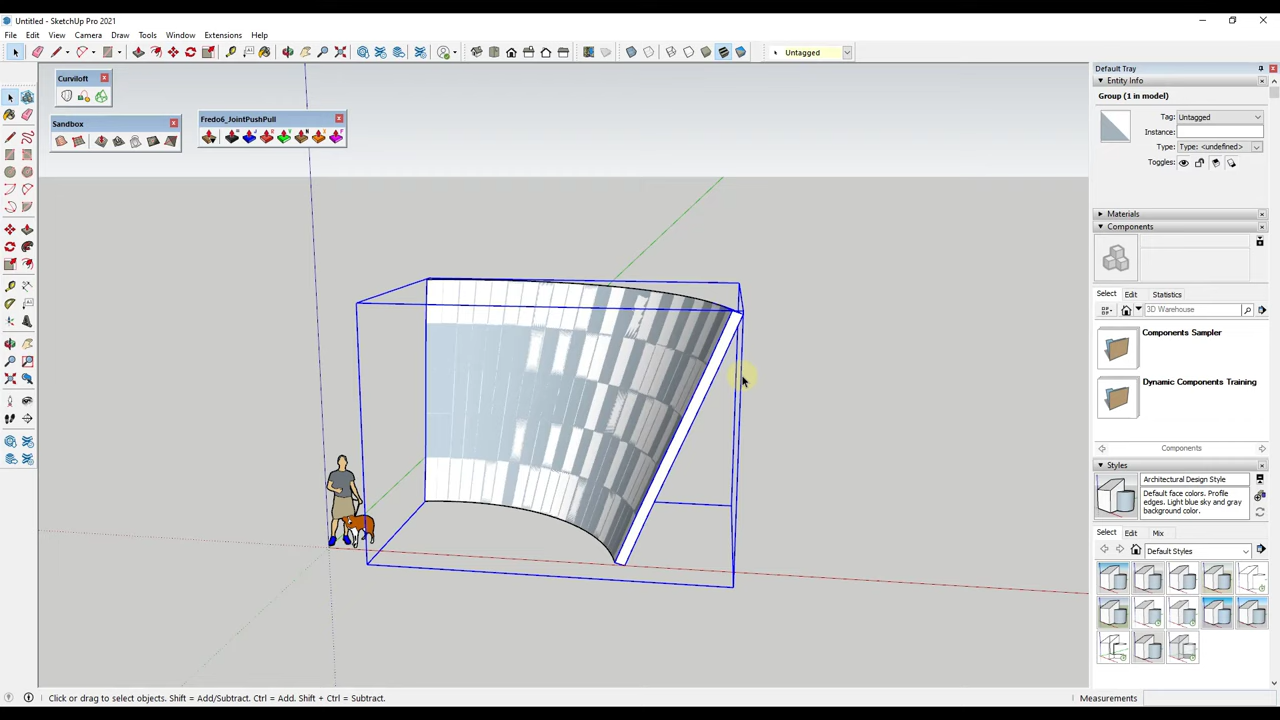 Untitled - SketchUp Pro 2021
File Edit View Camera Draw Tools Window Extensions Help
Untagged
Curviloft
Sandbox
Fredo6_JointPushPull
Default Tray
Entity Info
Group (1 in model)
Tag: Untagged
Instance:
Type: Type: <undefined>
Toggles:
Materials
Components
Select Edit Statistics
3D Warehouse
Components Sampler
Dynamic Components Training
Components
Styles
Architectural Design Style
Default face colors. Profile
edges. Light blue sky and gray
background color.
Select Edit Mix
Default Styles
Click or drag to select objects. Shift = Add/Subtract. Ctrl = Add. Shift + Ctrl = Subtract.
Measurements